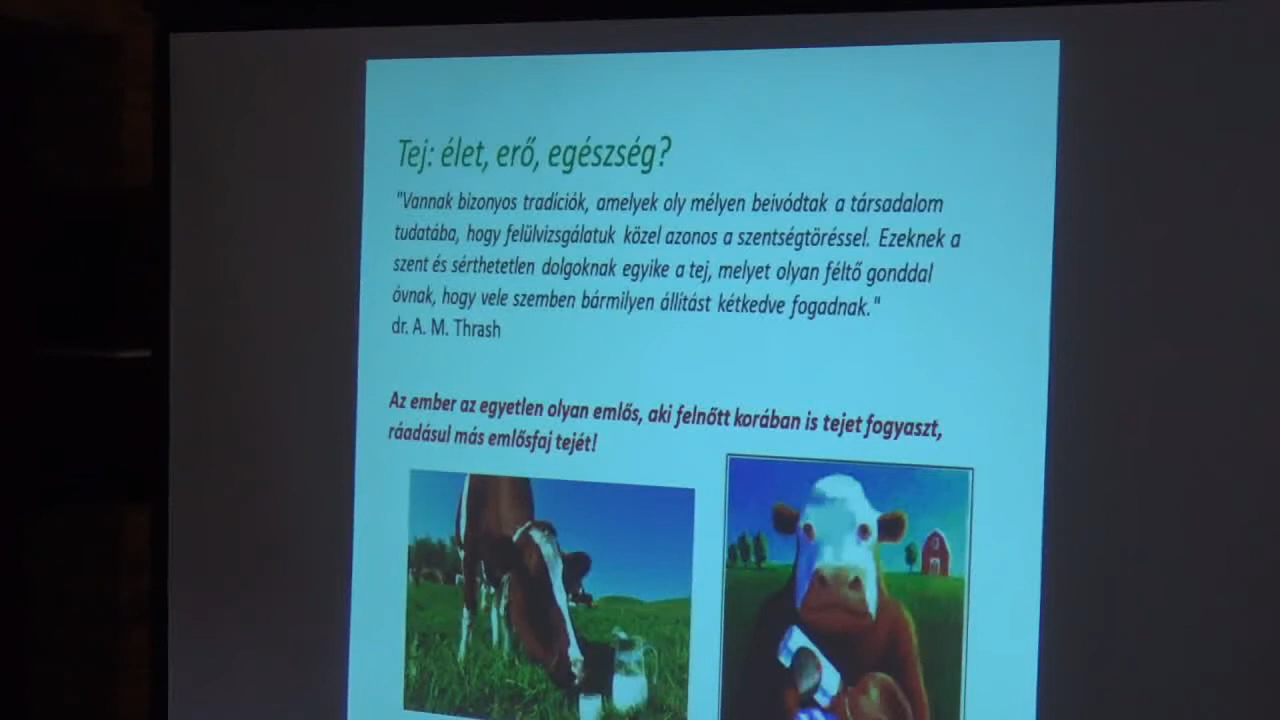 Tej: élet, erő, egészség?
"Vannak bizonyos tradíciók, amelyek oly mélyen beivódtak a társadalom
tudatába, hogy felülvizsgálatuk közel azonos a szentségtöréssel. Ezeknek a
szent és sérthetetlen dolgoknak egyike a tej, melyet olyan féltő gonddal
óvnak, hogy vele szemben bármilyen állítást kétkedve fogadnak."
dr. A. M. Thrash
Az ember az egyetlen olyan emlős, aki felnőtt korában is tejet fogyaszt,
ráadásul más emlősfaj tejét!